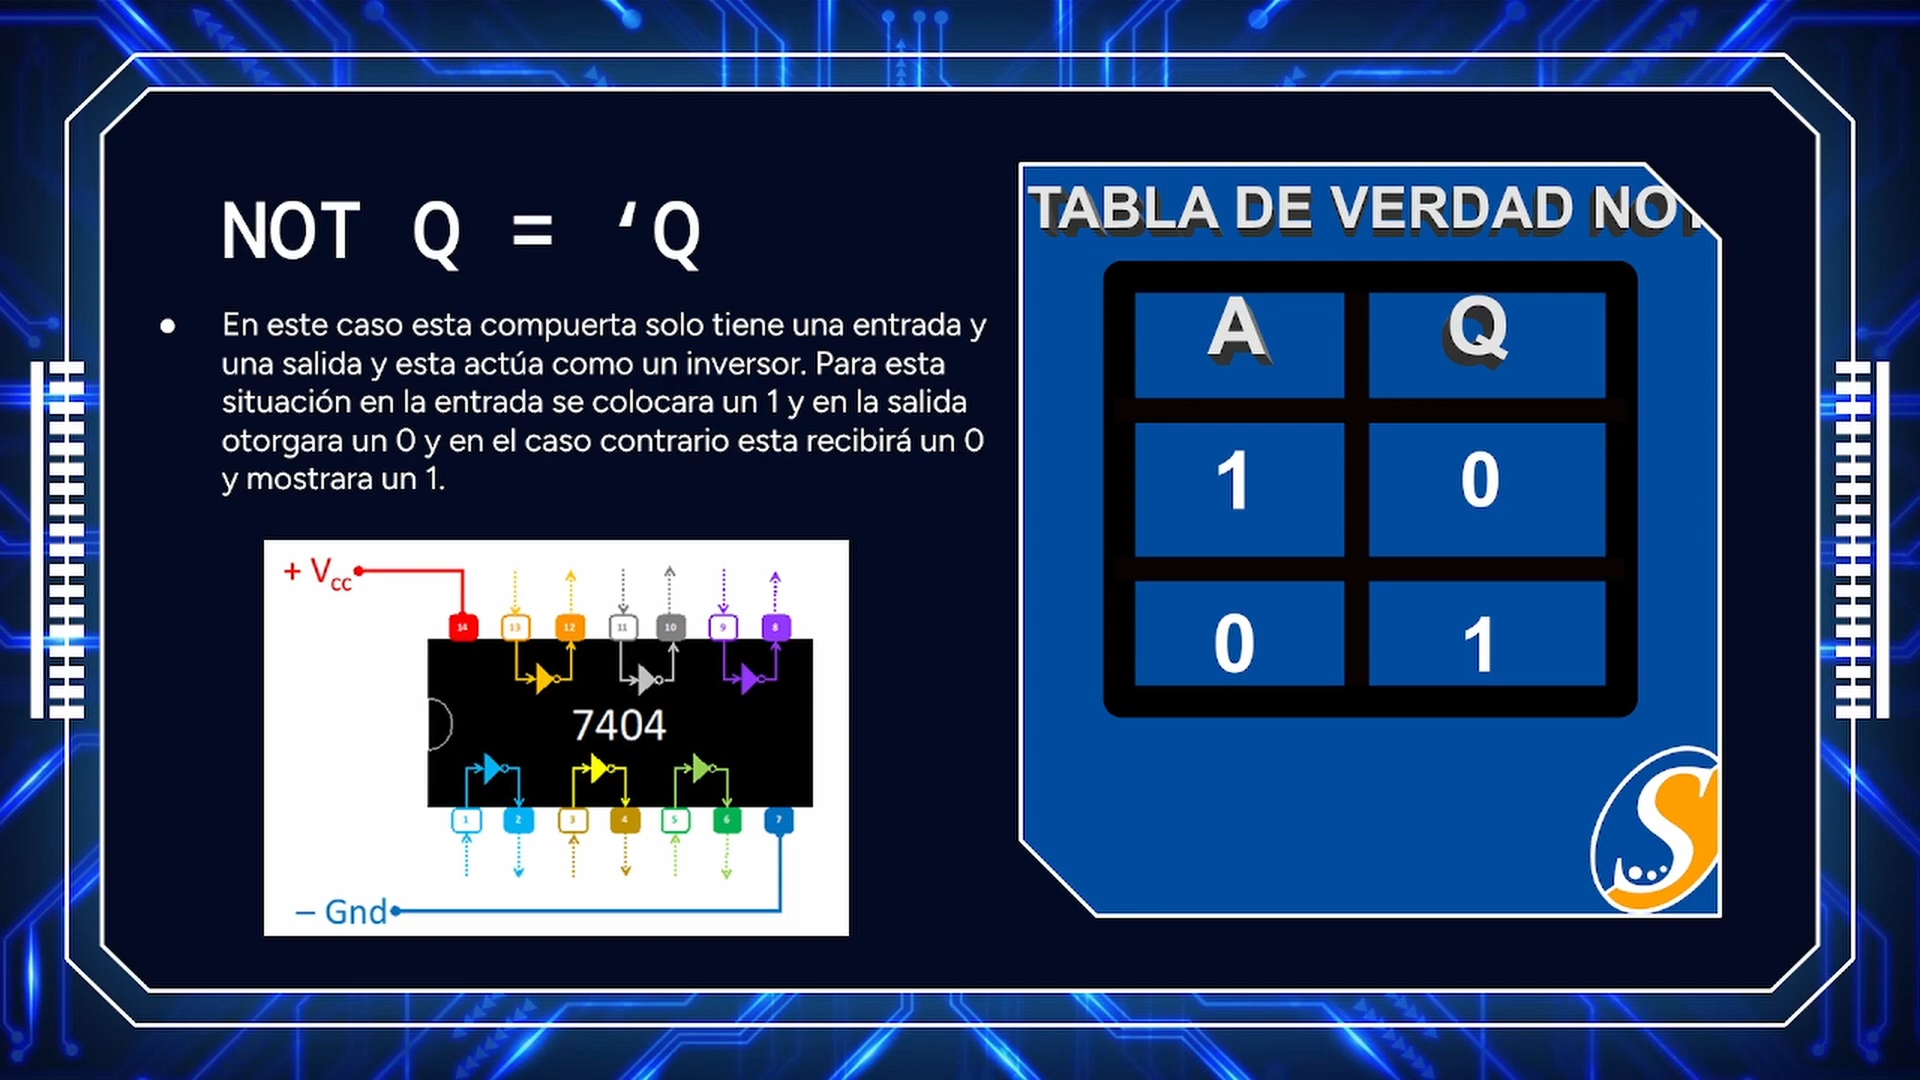 NOT Q = ‘Q
● En este caso esta compuerta solo tiene una entrada y
una salida y esta actúa como un inversor. Para esta
situación en la entrada se colocara un 1 y en la salida
otorgara un 0 y en el caso contrario esta recibirá un 0
y mostrara un 1.
+ Vcc
14 13 12 11 10 9 8
7404
1 2 3 4 5 6 7
– Gnd
TABLA DE VERDAD NOT
A Q
1 0
0 1
S